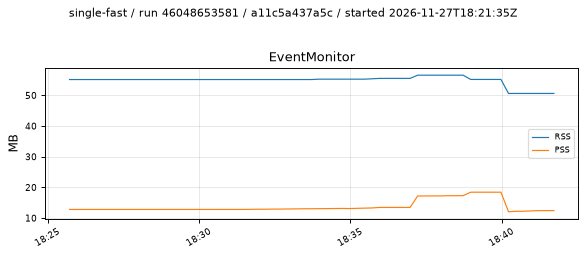 single-fast / run 46048653581 / a11c5a437a5c / started 2026-11-27T18:21:35Z
EventMonitor
MB
50
40
30
20
10
RSS
PSS
18:25
18:30
18:35
18:40